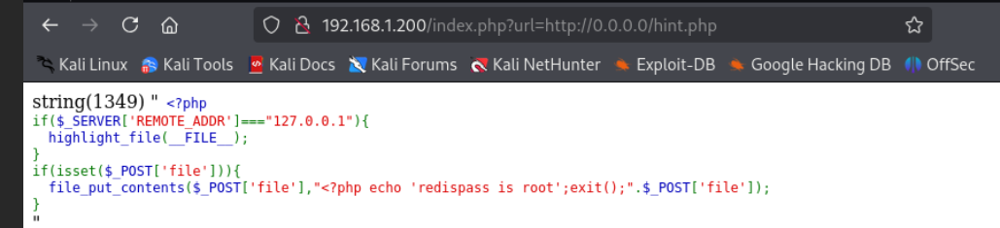 192.168.1.200/index.php?url=http://0.0.0.0/hint.php
Kali Linux Kali Tools Kali Docs Kali Forums Kali NetHunter Exploit-DB Google Hacking DB OffSec
string(1349) " <?php
if($_SERVER['REMOTE_ADDR']==="127.0.0.1"){
  highlight_file(__FILE__);
}
if(isset($_POST['file'])){
  file_put_contents($_POST['file'],"<?php echo 'redispass is root';exit();".$_POST['file']);
}
"